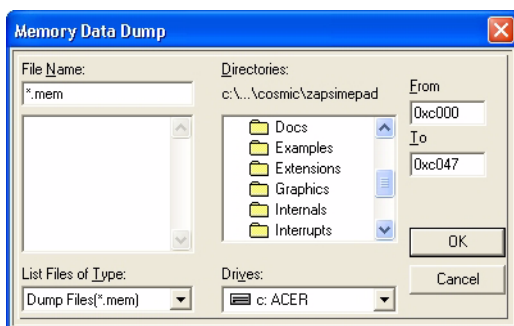 Memory Data Dump
File Name:
*.mem
Directories:
c:\...\cosmic\zapsimepad
Docs
Examples
Extensions
Graphics
Internals
Interrupts
From
0xc000
To
0xc047
OK
Cancel
List Files of Type:
Dump Files(*.mem)
Drives:
c: ACER